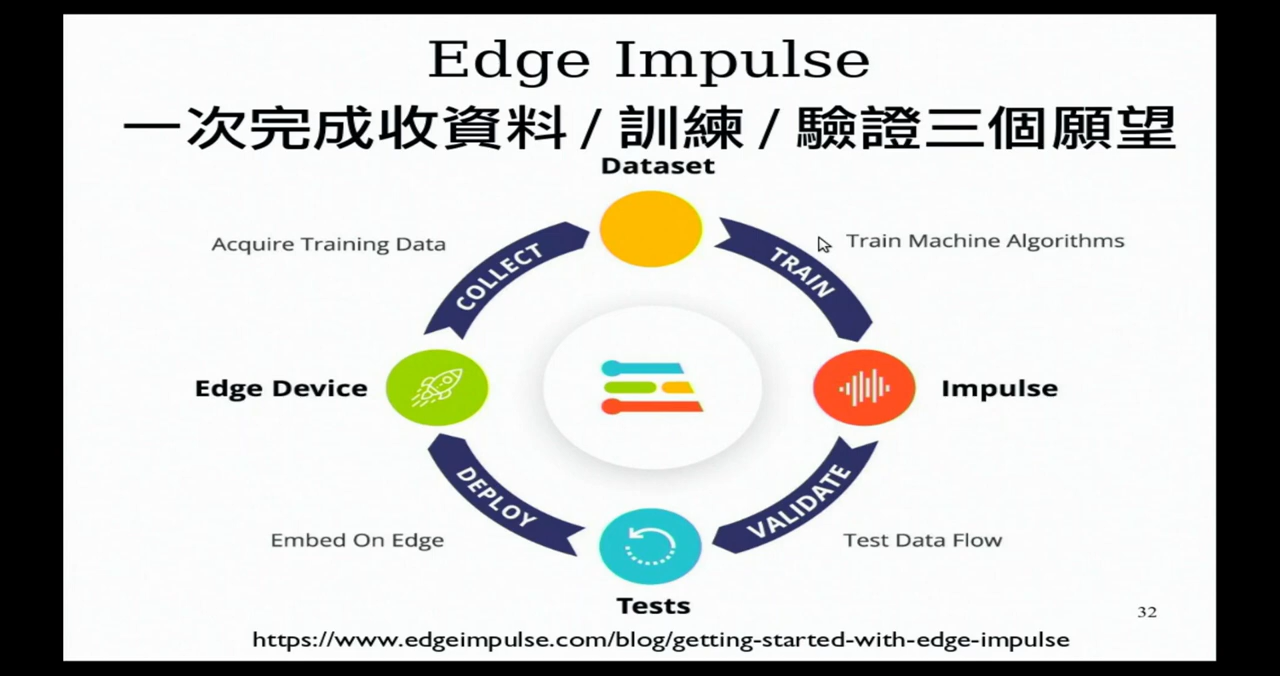 Edge Impulse
一次完成收資料 / 訓練 / 驗證三個願望
Dataset
Acquire Training Data
COLLECT
TRAIN
Train Machine Algorithms
Edge Device
Impulse
DEPLOY
VALIDATE
Embed On Edge
Test Data Flow
Tests
32
https://www.edgeimpulse.com/blog/getting-started-with-edge-impulse